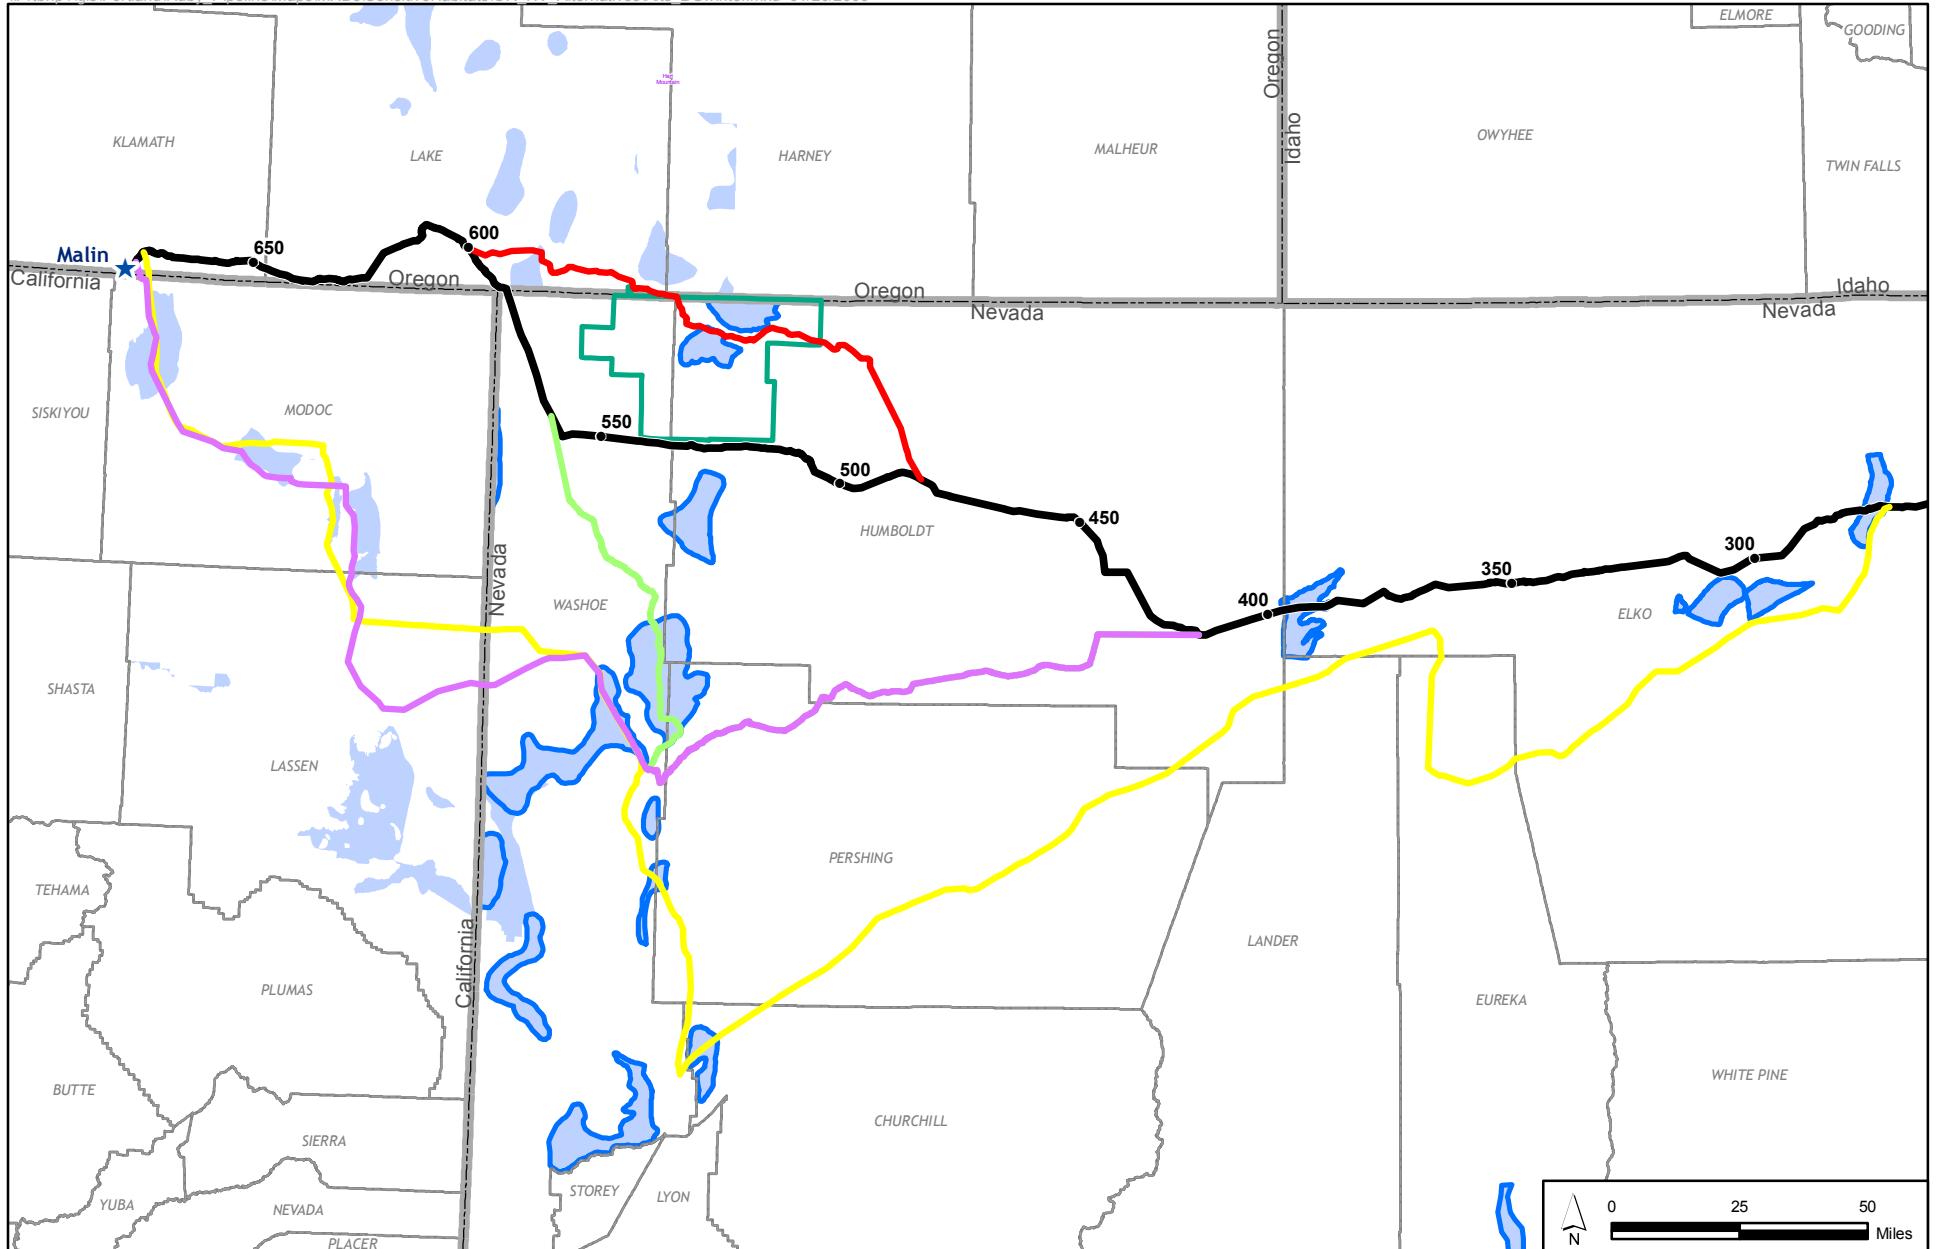 ELMORE
GOODING
Oregon
Idaho
Hart
Mountain
KLAMATH
LAKE
HARNEY
MALHEUR
OWYHEE
TWIN FALLS
Malin
650
600
California
Oregon
Oregon
Nevada
Idaho
Nevada
SISKIYOU
MODOC
550
500
450
HUMBOLDT
Nevada
WASHOE
400
350
300
ELKO
SHASTA
LASSEN
PERSHING
TEHAMA
PLUMAS
California
LANDER
EUREKA
BUTTE
WHITE PINE
CHURCHILL
SIERRA
YUBA
NEVADA
STOREY
LYON
PLACER
N
0 25 50
Miles